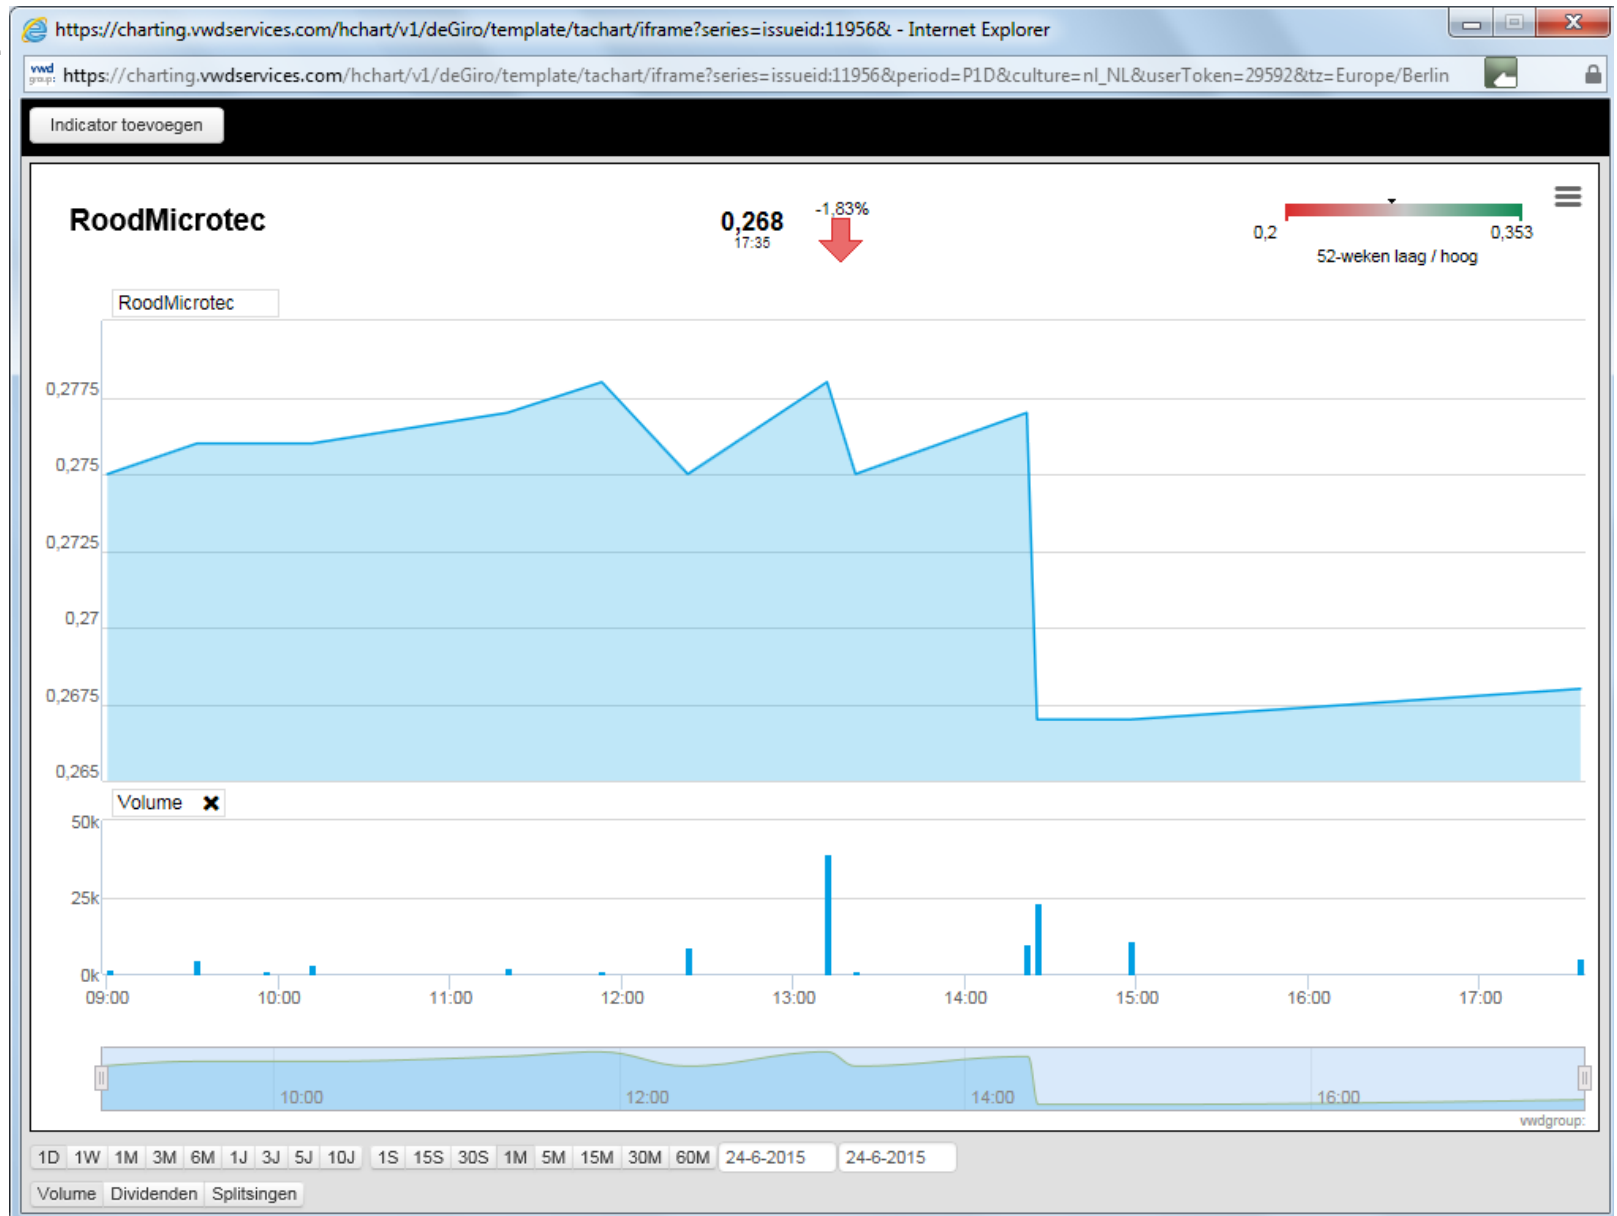 https://charting.vwdservices.com/hchart/v1/deGiro/template/tachart/iframe?series=issueid:11956& - Internet Explorer
vwd group: https://charting.vwdservices.com/hchart/v1/deGiro/template/tachart/iframe?series=issueid:11956&period=P1D&culture=nl_NL&userToken=29592&tz=Europe/Berlin
Indicator toevoegen
RoodMicrotec
0,268
17:35
-1,83%
0,2 0,353
52-weken laag / hoog
RoodMicrotec
0,2775
0,275
0,2725
0,27
0,2675
0,265
Volume
50k
25k
0k
09:00 10:00 11:00 12:00 13:00 14:00 15:00 16:00 17:00
10:00 12:00 14:00 16:00
vwdgroup:
1D 1W 1M 3M 6M 1J 3J 5J 10J 1S 15S 30S 1M 5M 15M 30M 60M 24-6-2015 24-6-2015
Volume Dividenden Splitsingen